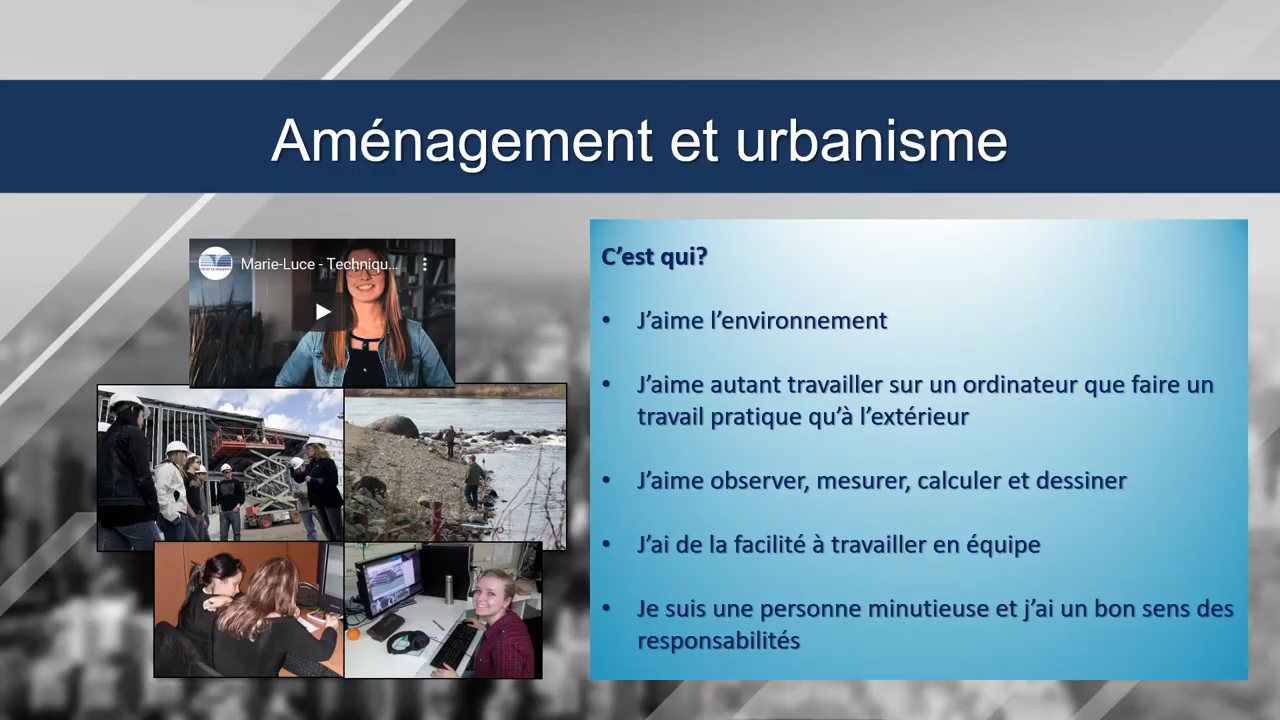 Aménagement et urbanisme
Marie-Luce - Techniqu...
C'est qui?
• J'aime l'environnement
• J'aime autant travailler sur un ordinateur que faire un
travail pratique qu'à l'extérieur
• J'aime observer, mesurer, calculer et dessiner
• J'ai de la facilité à travailler en équipe
• Je suis une personne minutieuse et j'ai un bon sens des
responsabilités